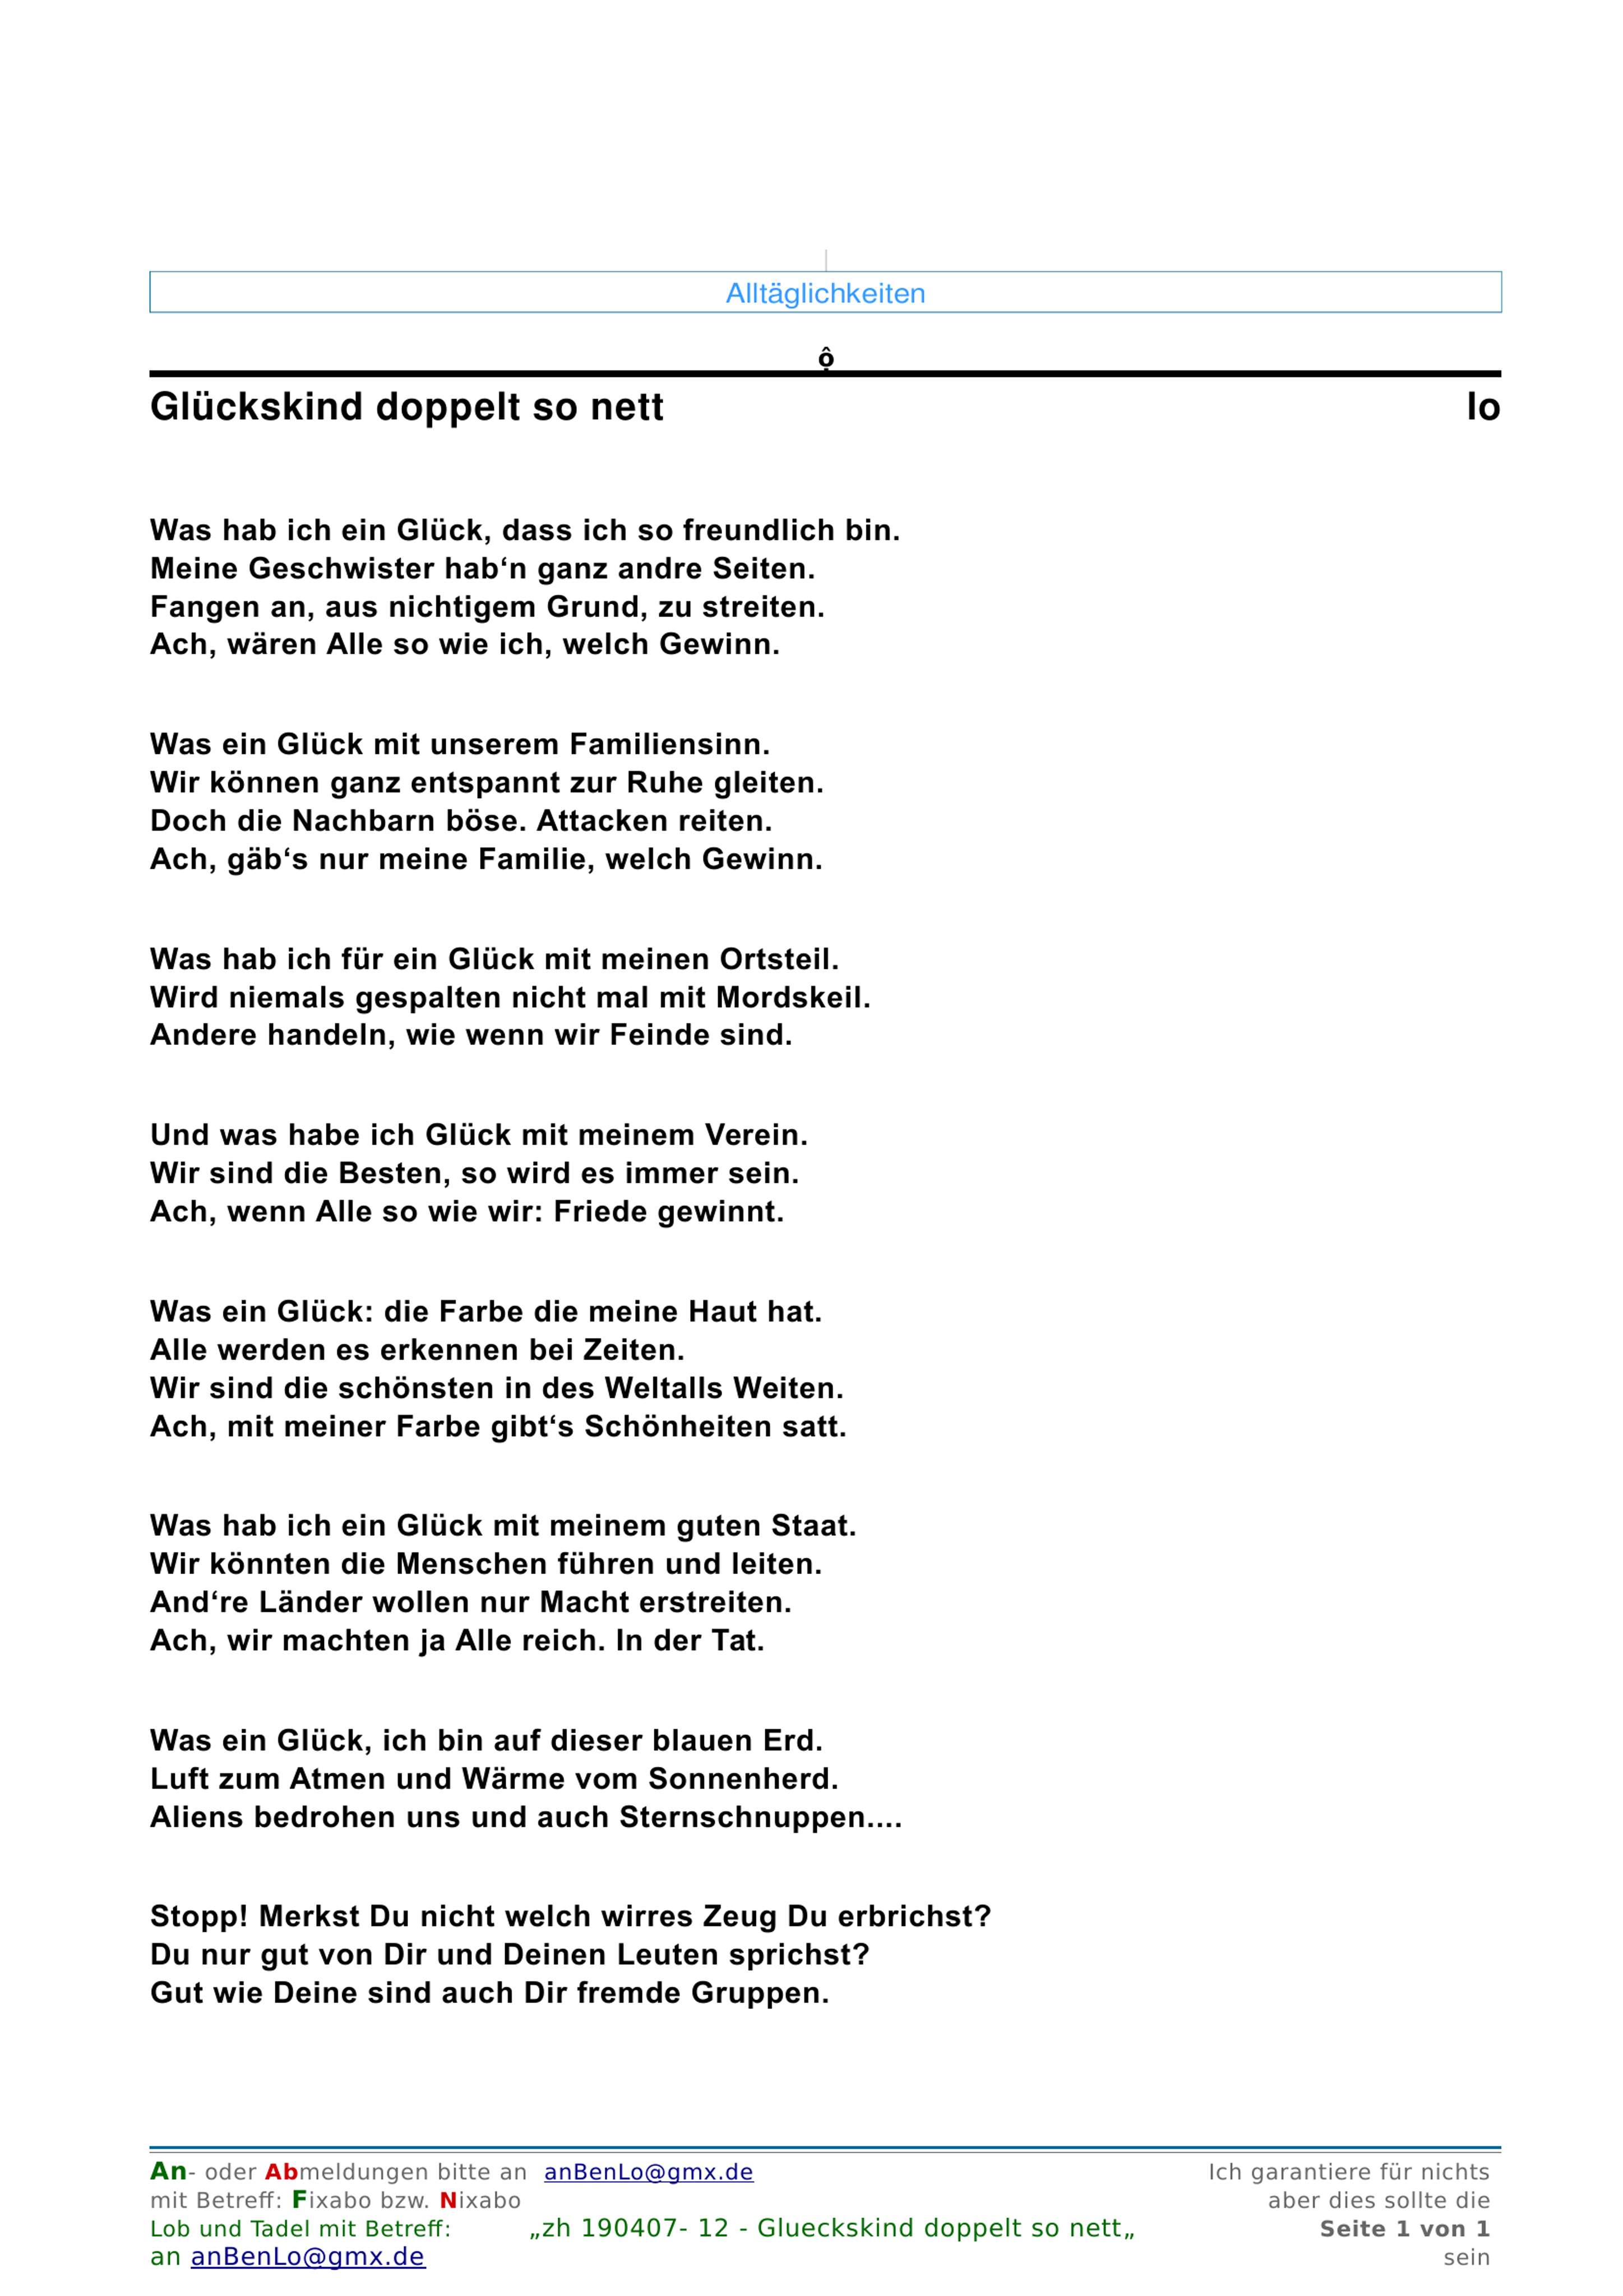 Alltäglichkeiten
ộ
Glückskind doppelt so nett lo
Was hab ich ein Glück, dass ich so freundlich bin.
Meine Geschwister hab‘n ganz andre Seiten.
Fangen an, aus nichtigem Grund, zu streiten.
Ach, wären Alle so wie ich, welch Gewinn.
Was ein Glück mit unserem Familiensinn.
Wir können ganz entspannt zur Ruhe gleiten.
Doch die Nachbarn böse. Attacken reiten.
Ach, gäb‘s nur meine Familie, welch Gewinn.
Was hab ich für ein Glück mit meinen Ortsteil.
Wird niemals gespalten nicht mal mit Mordskeil.
Andere handeln, wie wenn wir Feinde sind.
Und was habe ich Glück mit meinem Verein.
Wir sind die Besten, so wird es immer sein.
Ach, wenn Alle so wie wir: Friede gewinnt.
Was ein Glück: die Farbe die meine Haut hat.
Alle werden es erkennen bei Zeiten.
Wir sind die schönsten in des Weltalls Weiten.
Ach, mit meiner Farbe gibt‘s Schönheiten satt.
Was hab ich ein Glück mit meinem guten Staat.
Wir könnten die Menschen führen und leiten.
And‘re Länder wollen nur Macht erstreiten.
Ach, wir machten ja Alle reich. In der Tat.
Was ein Glück, ich bin auf dieser blauen Erd.
Luft zum Atmen und Wärme vom Sonnenherd.
Aliens bedrohen uns und auch Sternschnuppen....
Stopp! Merkst Du nicht welch wirres Zeug Du erbrichst?
Du nur gut von Dir und Deinen Leuten sprichst?
Gut wie Deine sind auch Dir fremde Gruppen.
An- oder Abmeldungen bitte an anBenLo@gmx.de Ich garantiere für nichts
mit Betreff: Fixabo bzw. Nixabo aber dies sollte die
Lob und Tadel mit Betreff: „zh 190407- 12 - Glueckskind doppelt so nett„ Seite 1 von 1
an anBenLo@gmx.de sein